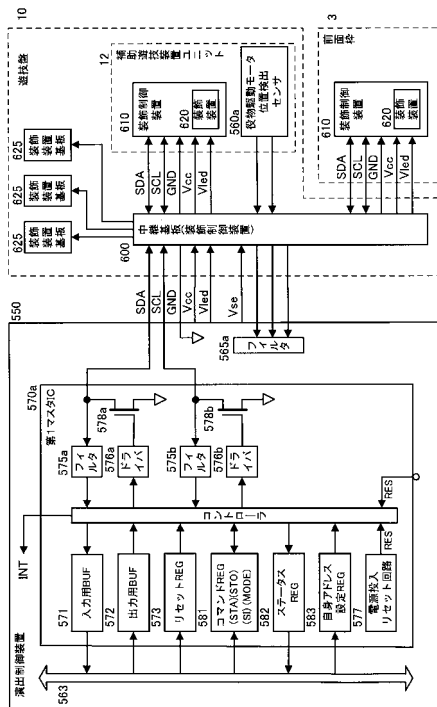 10
遊技盤
12
補助遊技装置ユニット
610
装飾制御装置
620
装飾装置
560a
役物駆動モータ
位置検出
センサ
3
前面枠
610
装飾制御装置
620
装飾装置
625
装飾装置
基板
625
装飾装置
基板
625
装飾装置
基板
SDA
SCL
GND
Vcc
Vled
SDA
SCL
GND
Vcc
Vled
600
中継基板(装飾制御装置)
SDA
SCL
GND
Vcc
Vled
Vse
550
565a
フィルタ
570a
第1マスタIC
575a
フィルタ
576a
ドライバ
578a
575b
フィルタ
576b
ドライバ
578b
コントローラ
INT
RES
RES
571
入力用BUF
572
出力用BUF
573
リセットREG
581
コマンドREG
(STA)(STO)
(SI)(MODE)
582
ステータス
REG
583
自身アドレス
設定REG
577
電源投入
リセット回路
演出制御装置
563